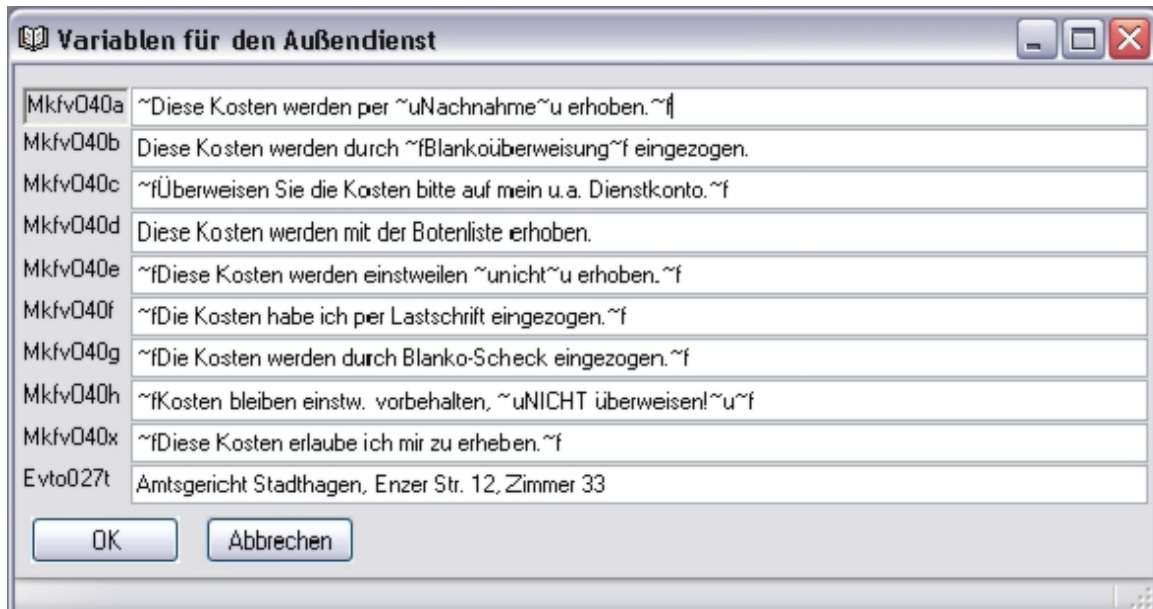 Variablen für den Außendienst
Mkfv040a ~Diese Kosten werden per ~uNachnahme~u erhoben.~f
Mkfv040b Diese Kosten werden durch ~fBlankoüberweisung~f eingezogen.
Mkfv040c ~fÜberweisen Sie die Kosten bitte auf mein u.a. Dienstkonto.~f
Mkfv040d Diese Kosten werden mit der Botenliste erhoben.
Mkfv040e ~fDiese Kosten werden einstweilen ~unicht~u erhoben.~f
Mkfv040f ~fDie Kosten habe ich per Lastschrift eingezogen.~f
Mkfv040g ~fDie Kosten werden durch Blanko-Scheck eingezogen.~f
Mkfv040h ~fKosten bleiben einstw. vorbehalten, ~uNICHT überweisen!~u~f
Mkfv040x ~fDiese Kosten erlaube ich mir zu erheben.~f
Evto027t Amtsgericht Stadthagen, Enzer Str. 12, Zimmer 33
OK Abbrechen